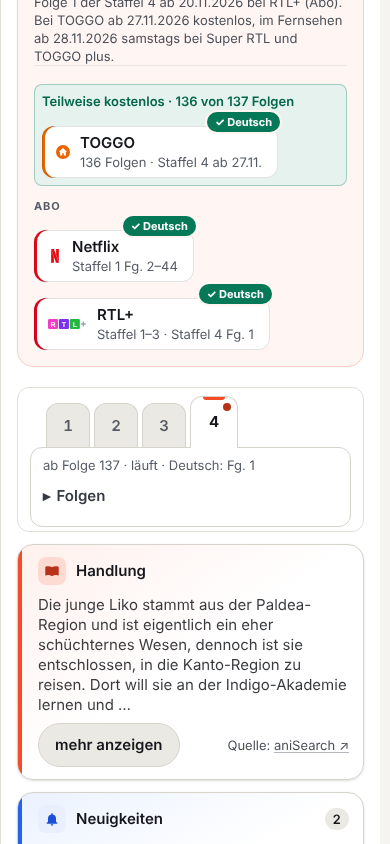 Folge 1 der Staffel 4 ab 20.11.2026 bei RTL+ (Abo).
Bei TOGGO ab 27.11.2026 kostenlos, im Fernsehen
ab 28.11.2026 samstags bei Super RTL und
TOGGO plus.
Teilweise kostenlos · 136 von 137 Folgen
✓ Deutsch
TOGGO
136 Folgen · Staffel 4 ab 27.11.
ABO
✓ Deutsch
N
Netflix
Staffel 1 Fg. 2–44
✓ Deutsch
RTL+
RTL+
Staffel 1–3 · Staffel 4 Fg. 1
1 2 3 4
ab Folge 137 · läuft · Deutsch: Fg. 1
▸ Folgen
Handlung
Die junge Liko stammt aus der Paldea-
Region und ist eigentlich ein eher
schüchternes Wesen, dennoch ist sie
entschlossen, in die Kanto-Region zu
reisen. Dort will sie an der Indigo-Akademie
lernen und ...
mehr anzeigen
Quelle: aniSearch ↗
Neuigkeiten
2